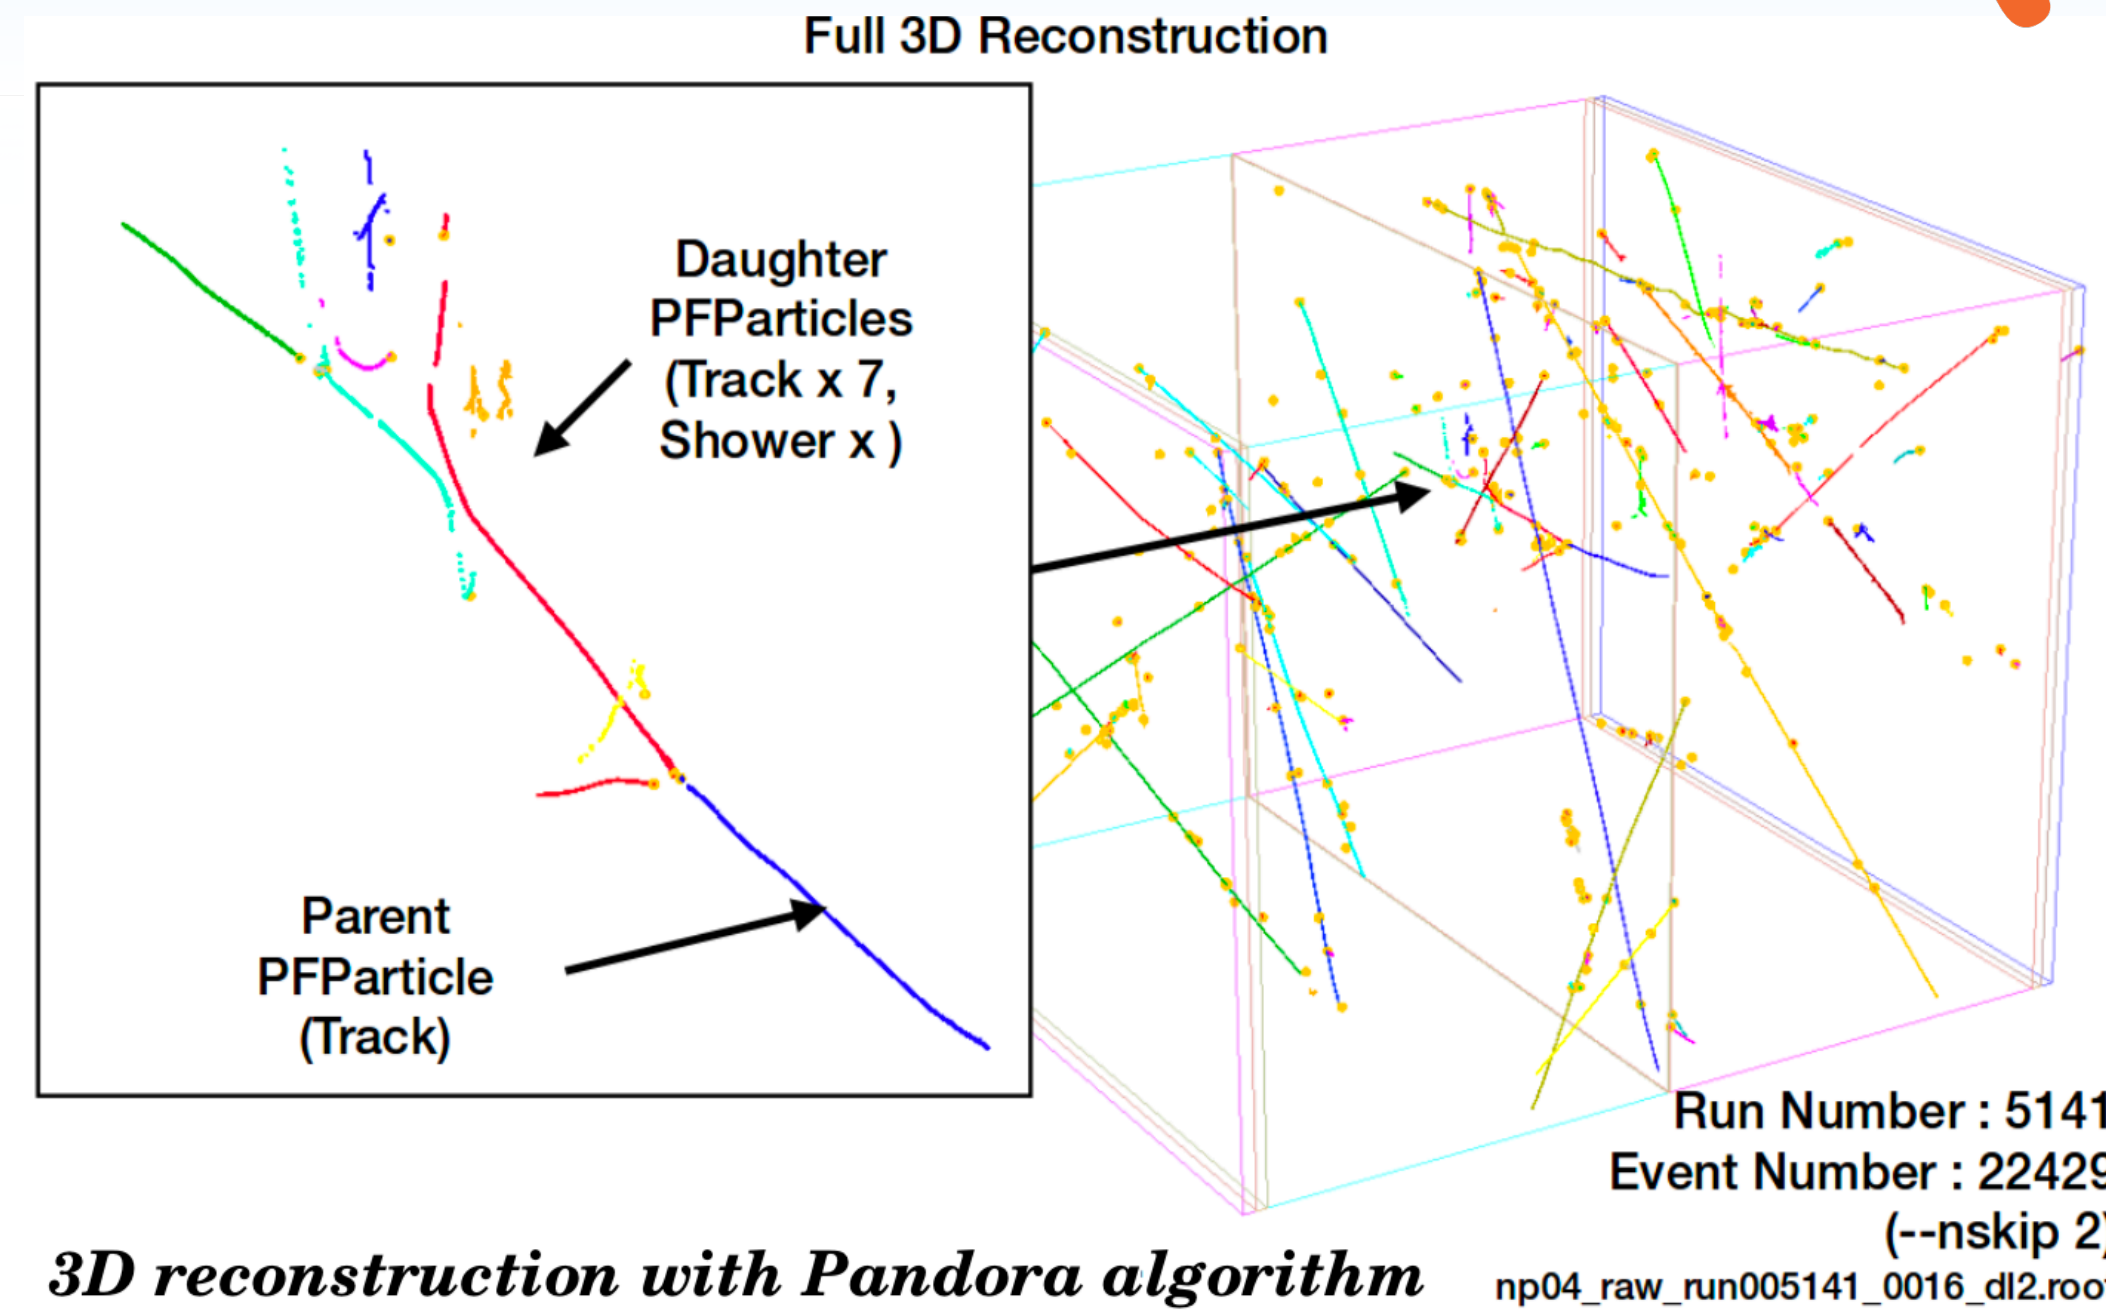 Full 3D Reconstruction
Daughter
PFParticles
(Track x 7,
Shower x )
Parent
PFParticle
(Track)
Run Number : 5141
Event Number : 22429
(--nskip 2)
np04_raw_run005141_0016_dl2.root
3D reconstruction with Pandora algorithm